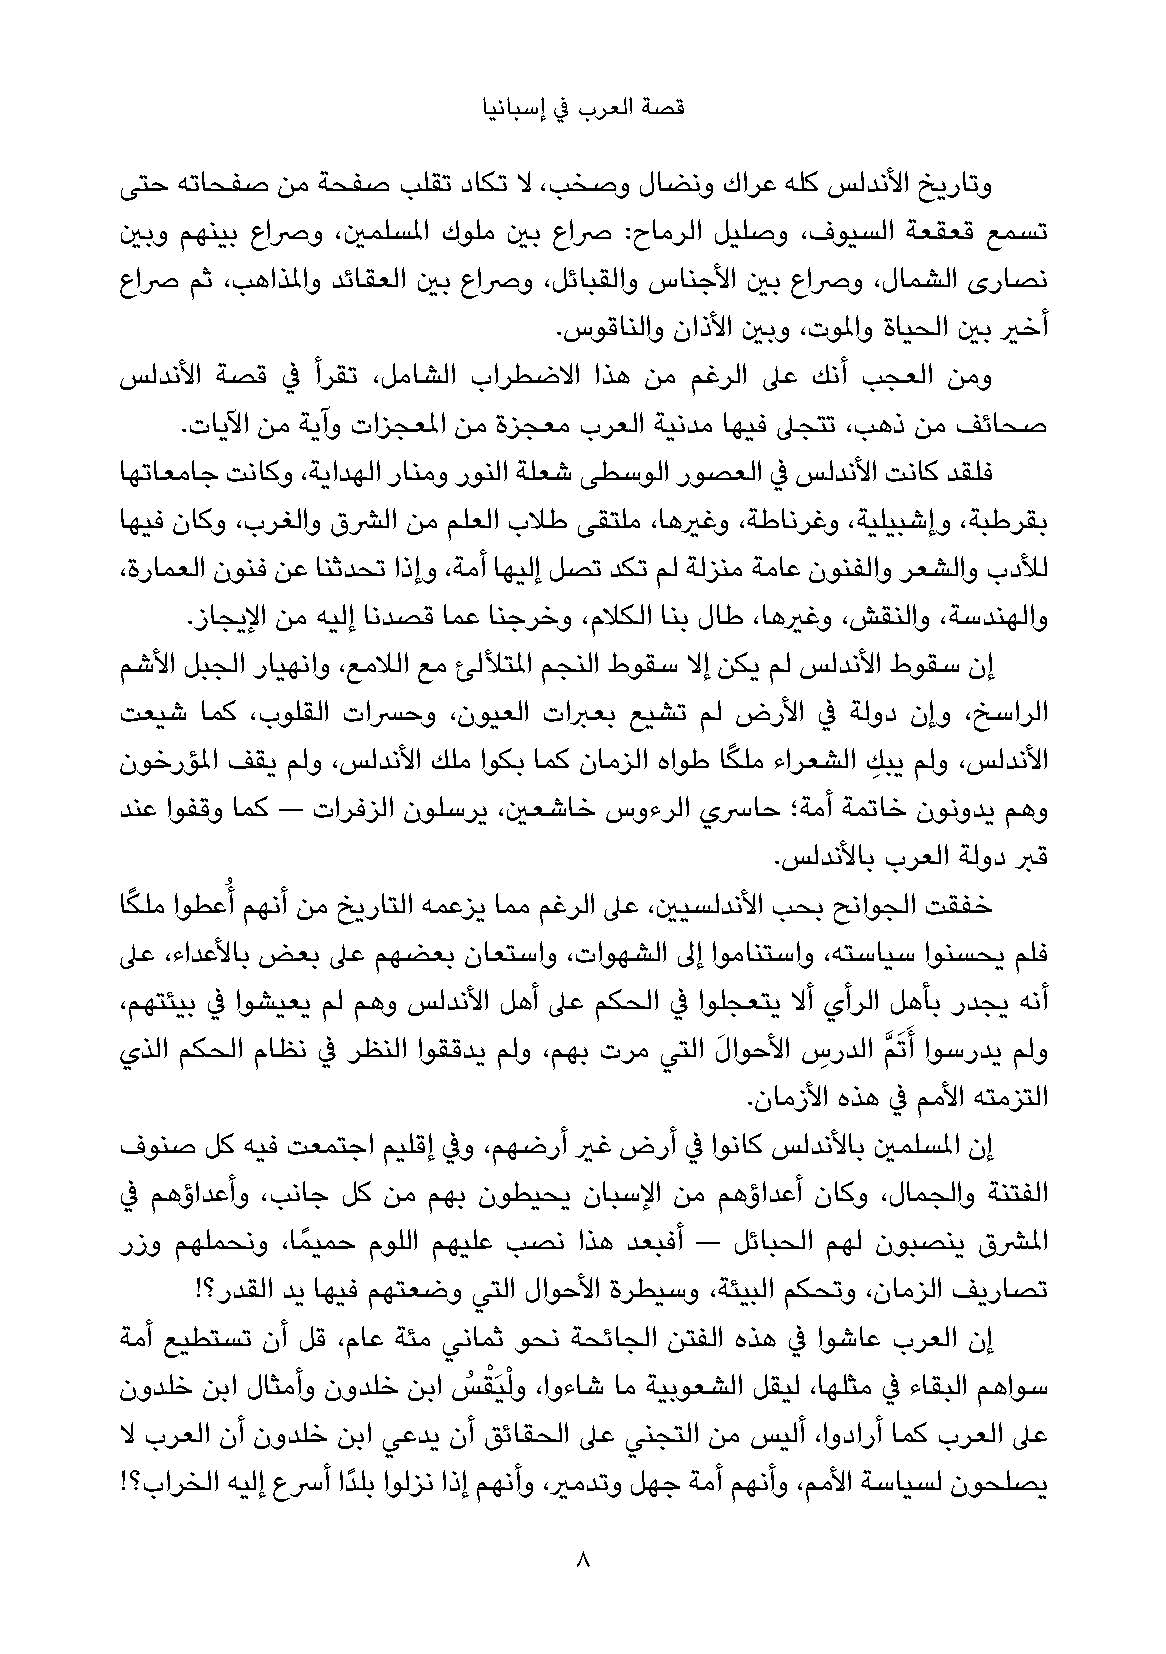 قصة العرب في إسبانيا
وتاريخ الأندلس كله عراك ونضال وصخب، لا تكاد تقلب صفحة من صفحاته حتى
تسمع قعقعة السيوف، وصليل الرماح: صراع بين ملوك المسلمين، وصراع بينهم وبين
نصارى الشمال، وصراع بين الأجناس والقبائل، وصراع بين العقائد والمذاهب، ثم صراع
أخير بين الحياة والموت، وبين الأذان والناقوس.
ومن العجب أنك على الرغم من هذا الاضطراب الشامل، تقرأ في قصة الأندلس
صحائف من ذهب، تتجلى فيها مدنية العرب معجزة من المعجزات وآية من الآيات.
فلقد كانت الأندلس في العصور الوسطى شعلة النور ومنار الهداية، وكانت جاماعتها
بقرطبة، وإشبيلية، وغرناطة، وغيرها، ملتقى طلاب العلم من الشرق والغرب، وكان فيها
للأدب والشعر والفنون عامة منزلة لم تكد تصل إليها أمة، وإذا تحدثنا عن فنون العمارة،
والهندسة، والنقش، وغيرها، طال بنا الكلام، وخرجنا عما قصدنا إليه من الإيجاز.
إن سقوط الأندلس لم يكن إلا سقوط النجم المتلألئ مع اللامع، وانهيار الجبل الأشم
الراسخ، وإن دولة في الأرض لم تشيع بعبرات العيون، وحسرات القلوب، كما شيعت
الأندلس، ولم يبكِ الشعراء ملكًا طواه الزمان كما بكوا ملك الأندلس، ولم يقف المؤرخون
وهم يدونون خاتمة أمة؛ حاسري الرءوس خاشعين، يرسلون الزفرات — كما وقفوا عند
قبر دولة العرب بالأندلس.
خفقت الجوانح بحب الأندلسيين، على الرغم مما يزعمه التاريخ من أنهم أُعطوا ملكًا
فلم يحسنوا سياسته، واستناموا إلى الشهوات، واستعان بعضهم على بعض بالأعداء، على
أنه يجدر بأهل الرأي ألا يتعجلوا في الحكم على أهل الأندلس وهم لم يعيشوا في بيئتهم،
ولم يدرسوا أَتَمَّ الدرسِ الأحوالَ التي مرت بهم، ولم يدققوا النظر في نظام الحكم الذي
التزمته الأمم في هذه الأزمان.
إن المسلمين بالأندلس كانوا في أرض غير أرضهم، وفي إقليم اجتمعت فيه كل صنوف
الفتنة والجمال، وكان أعداؤهم من الإسبان يحيطون بهم من كل جانب، وأعداؤهم في
المشرق ينصبون لهم الحبائل — أفبعد هذا نصب عليهم اللوم حميمًا، ونحملهم وزر
تصاريف الزمان، وتحكم البيئة، وسيطرة الأحوال التي وضعتهم فيها يد القدر؟!
إن العرب عاشوا في هذه الفتن الجائحة نحو ثماني مئة عام، قل أن تستطيع أمة
سواهم البقاء في مثلها، ليقل الشعوبية ما شاءوا، ولْيَقْسُ ابن خلدون وأمثال ابن خلدون
على العرب كما أرادوا، أليس من التجني على الحقائق أن يدعي ابن خلدون أن العرب لا
يصلحون لسياسة الأمم، وأنهم أمة جهل وتدمير، وأنهم إذا نزلوا بلدًا أسرع إليه الخراب؟!
٨